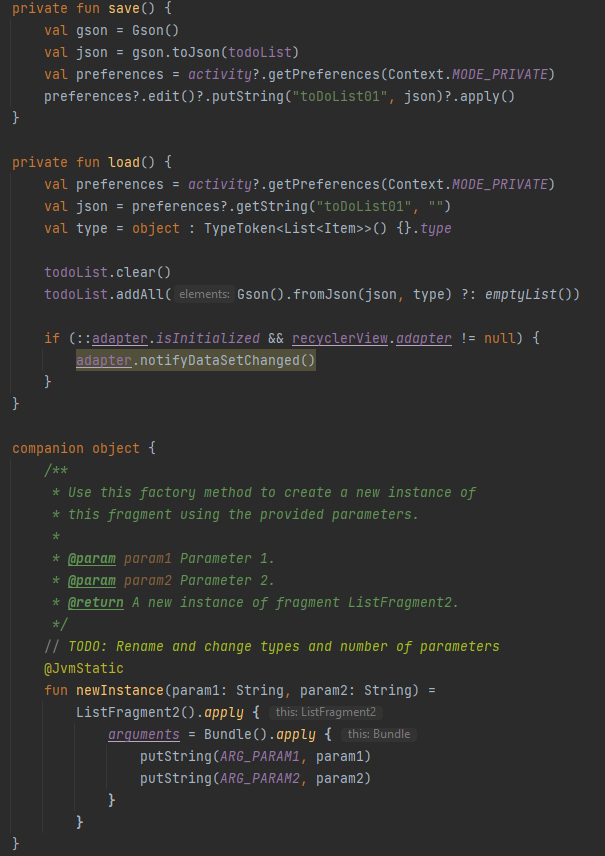 private fun save() {
    val gson = Gson()
    val json = gson.toJson(todoList)
    val preferences = activity?.getPreferences(Context.MODE_PRIVATE)
    preferences?.edit()?.putString("toDoList01", json)?.apply()
}

private fun load() {
    val preferences = activity?.getPreferences(Context.MODE_PRIVATE)
    val json = preferences?.getString("toDoList01", "")
    val type = object : TypeToken<List<Item>>() {}.type

    todoList.clear()
    todoList.addAll( elements: Gson().fromJson(json, type) ?: emptyList())

    if (::adapter.isInitialized && recyclerView.adapter != null) {
        adapter.notifyDataSetChanged()
    }
}

companion object {
    /**
     * Use this factory method to create a new instance of
     * this fragment using the provided parameters.
     *
     * @param param1 Parameter 1.
     * @param param2 Parameter 2.
     * @return A new instance of fragment ListFragment2.
     */
    // TODO: Rename and change types and number of parameters
    @JvmStatic
    fun newInstance(param1: String, param2: String) =
        ListFragment2().apply { this: ListFragment2
            arguments = Bundle().apply { this: Bundle
                putString(ARG_PARAM1, param1)
                putString(ARG_PARAM2, param2)
            }
        }
}